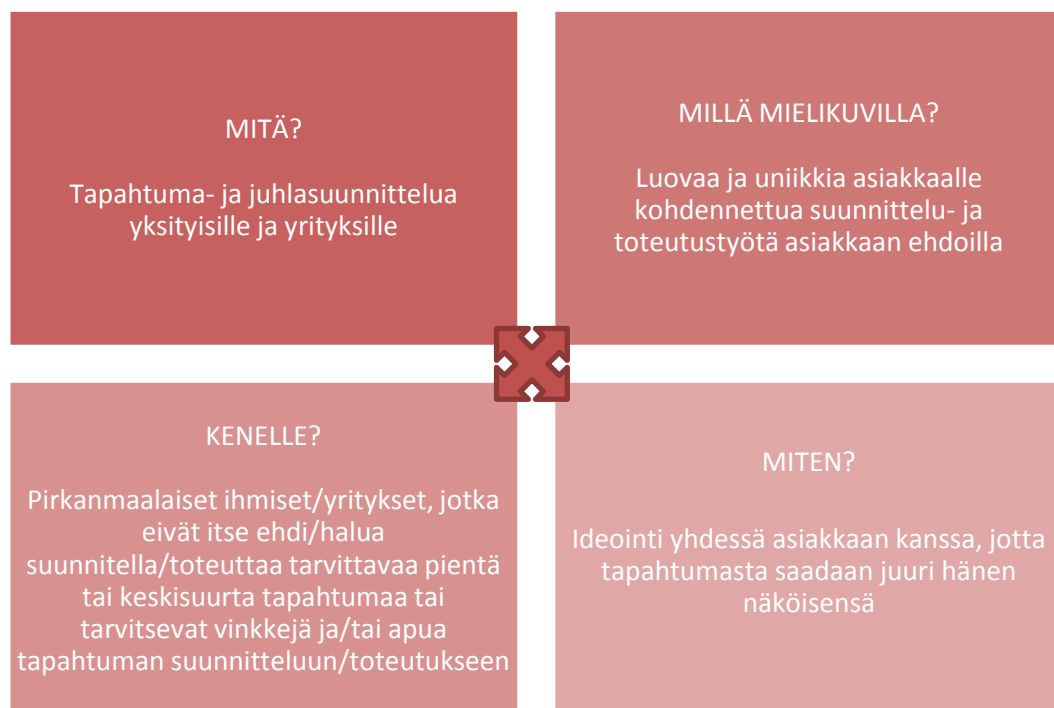 MITÄ?
Tapahtuma- ja juhlasuunnittelua
yksityisille ja yrityksille
MILLÄ MIELIKUVILLA?
Luovaa ja uniikkia asiakkaalle
kohdennettua suunnittelu- ja
toteutustyötä asiakkaan ehdoilla
KENELLE?
Pirkanmaalaiset ihmiset/yritykset, jotka
eivät itse ehdi/halua
suunnitella/toteuttaa tarvittavaa pientä
tai keskisuurta tapahtumaa tai
tarvitsevat vinkkejä ja/tai apua
tapahtuman suunnitteluun/toteutukseen
MITEN?
Ideointi yhdessä asiakkaan kanssa, jotta
tapahtumasta saadaan juuri hänen
näköisensä